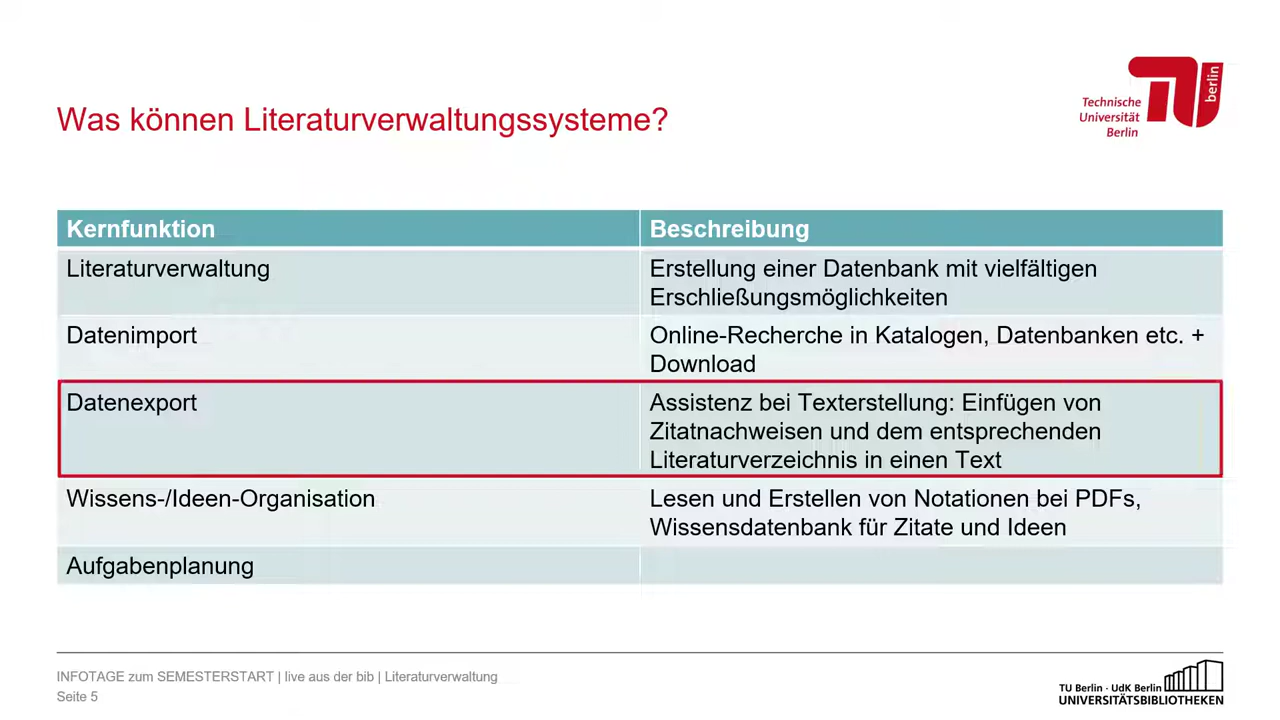 Technische
Universität
Berlin
berlin
Was können Literaturverwaltungssysteme?
Kernfunktion
Beschreibung
Literaturverwaltung
Erstellung einer Datenbank mit vielfältigen
Erschließungsmöglichkeiten
Datenimport
Online-Recherche in Katalogen, Datenbanken etc. +
Download
Datenexport
Assistenz bei Texterstellung: Einfügen von
Zitatnachweisen und dem entsprechenden
Literaturverzeichnis in einen Text
Wissens-/Ideen-Organisation
Lesen und Erstellen von Notationen bei PDFs,
Wissensdatenbank für Zitate und Ideen
Aufgabenplanung
INFOTAGE zum SEMESTERSTART | live aus der bib | Literaturverwaltung
Seite 5
TU Berlin · UdK Berlin
UNIVERSITÄTSBIBLIOTHEKEN